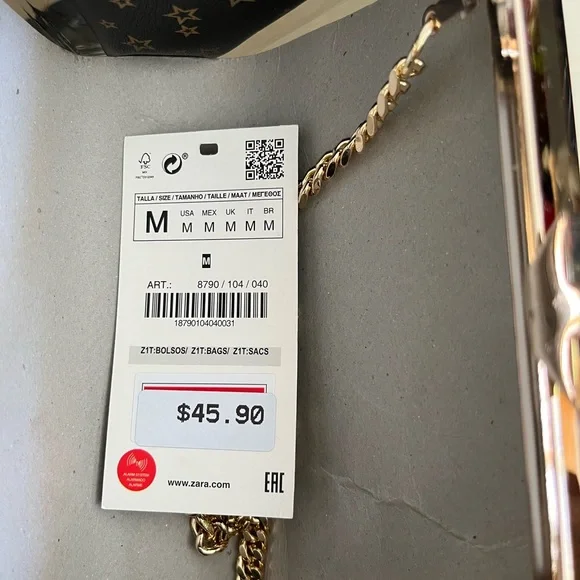 FSC
TALLA / SIZE / TAMANHO / TAILLE / MAAT / ΜΕΓΕΘΟΣ
M
USA MEX UK IT BR
M M M M M
M
ART.: 8790 / 104 / 040
18790104040031
Z1T:BOLSOS/ Z1T:BAGS/ Z1T:SACS
$45.90
www.zara.com
EAC